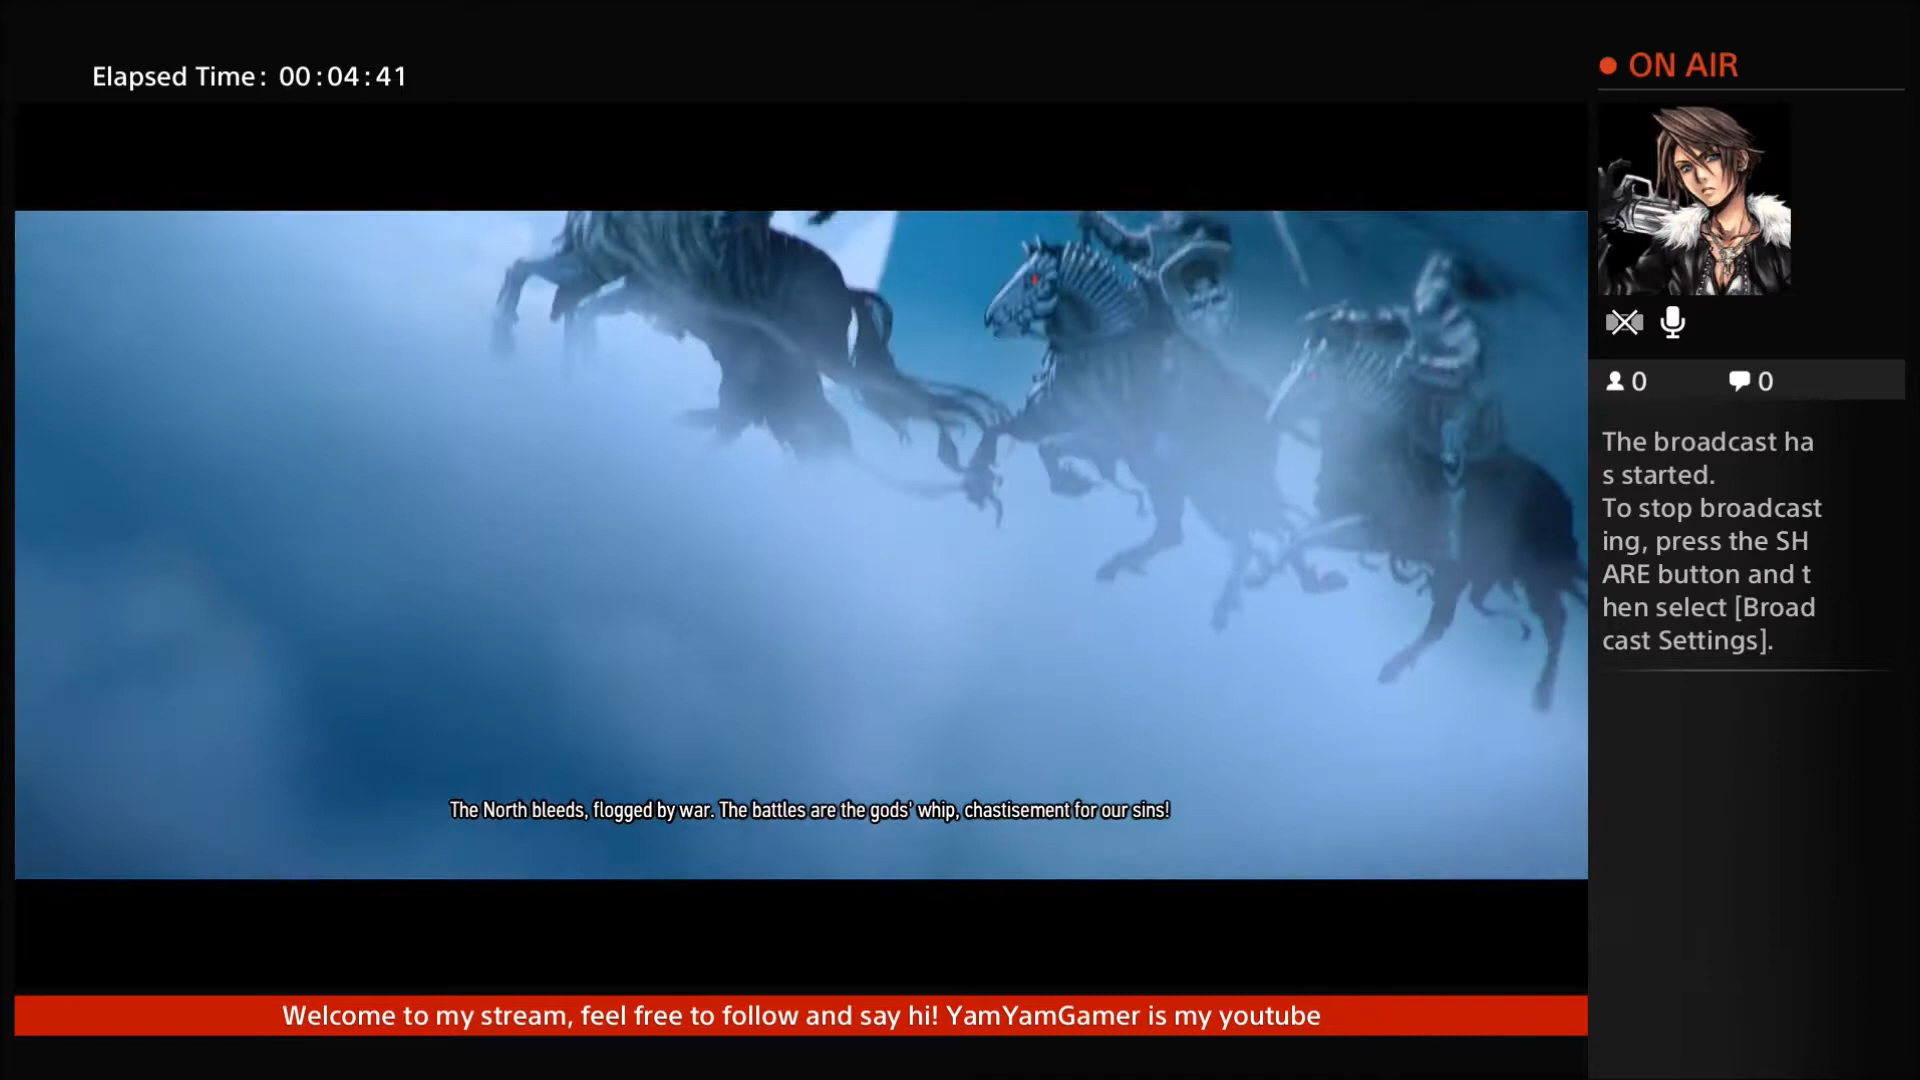 Elapsed Time: 00:04:41
ON AIR
0 0
The broadcast ha
s started.
To stop broadcast
ing, press the SH
ARE button and t
hen select [Broad
cast Settings].
The North bleeds, flogged by war. The battles are the gods' whip, chastisement for our sins!
Welcome to my stream, feel free to follow and say hi! YamYamGamer is my youtube